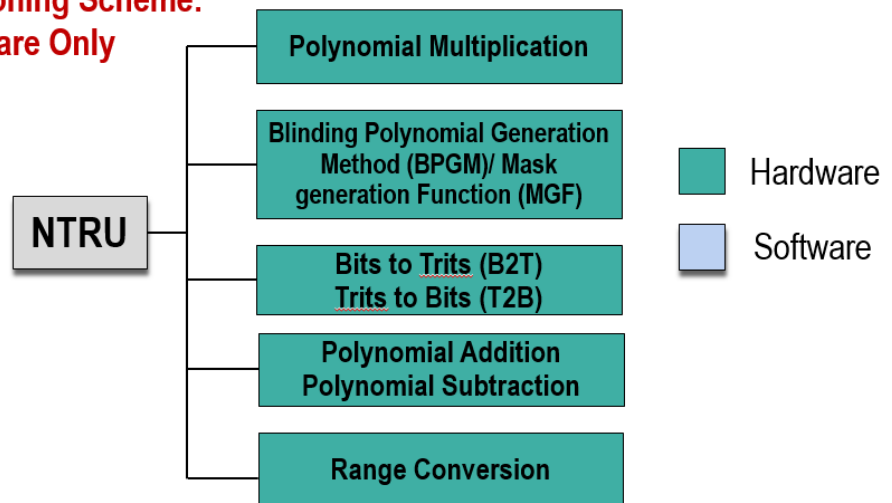 oning Scheme:
are Only
Polynomial Multiplication
Blinding Polynomial Generation
Method (BPGM)/ Mask
generation Function (MGF)
NTRU
Bits to Trits (B2T)
Trits to Bits (T2B)
Polynomial Addition
Polynomial Subtraction
Range Conversion
Hardware
Software